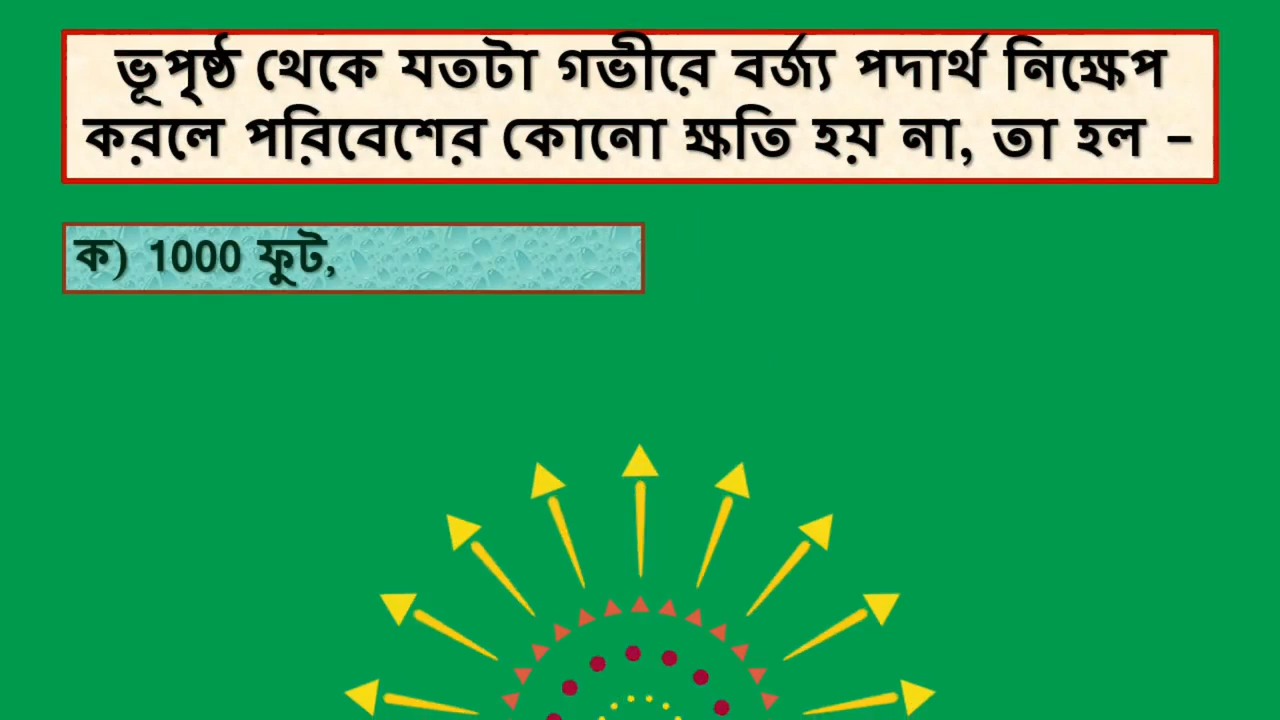 ভূপৃষ্ঠ থেকে যতটা গভীরে বর্জ্য পদার্থ নিক্ষেপ
করলে পরিবেশের কোনো ক্ষতি হয় না, তা হল –
ক) 1000 ফুট,